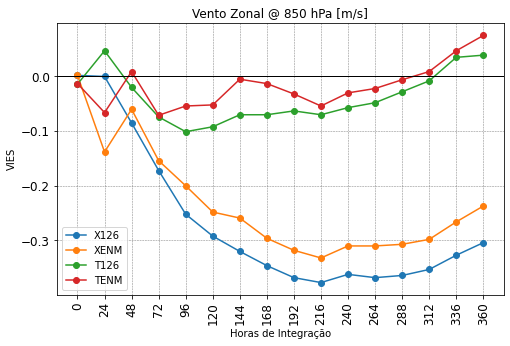 Vento Zonal @ 850 hPa [m/s]
VIES
0.0
−0.1
−0.2
−0.3
X126
XENM
T126
TENM
0 24 48 72 96 120 144 168 192 216 240 264 288 312 336 360
Horas de Integração